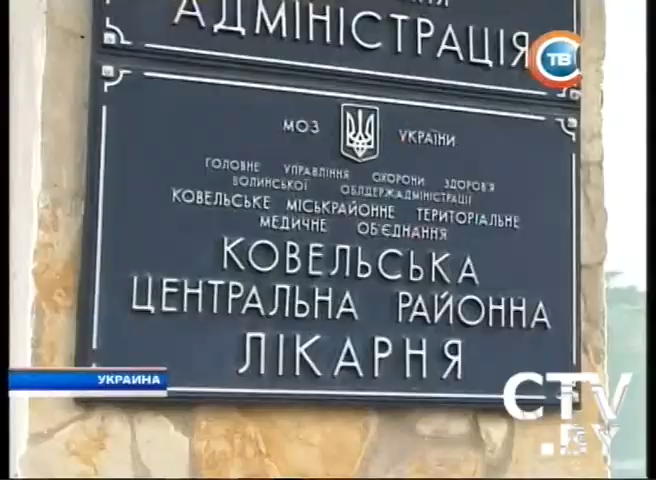 АДМІНІСТРАЦІЯ
СТВ
МОЗ УКРАЇНИ
ГОЛОВНЕ УПРАВЛІННЯ ОХОРОНИ ЗДОРОВ'Я
ВОЛИНСЬКОЇ ОБЛДЕРЖАДМІНІСТРАЦІЇ
КОВЕЛЬСЬКЕ МІСЬКРАЙОННЕ ТЕРИТОРІАЛЬНЕ
МЕДИЧНЕ ОБ'ЄДНАННЯ
КОВЕЛЬСЬКА
ЦЕНТРАЛЬНА РАЙОННА
ЛІКАРНЯ
УКРАИНА
CTV
.BY